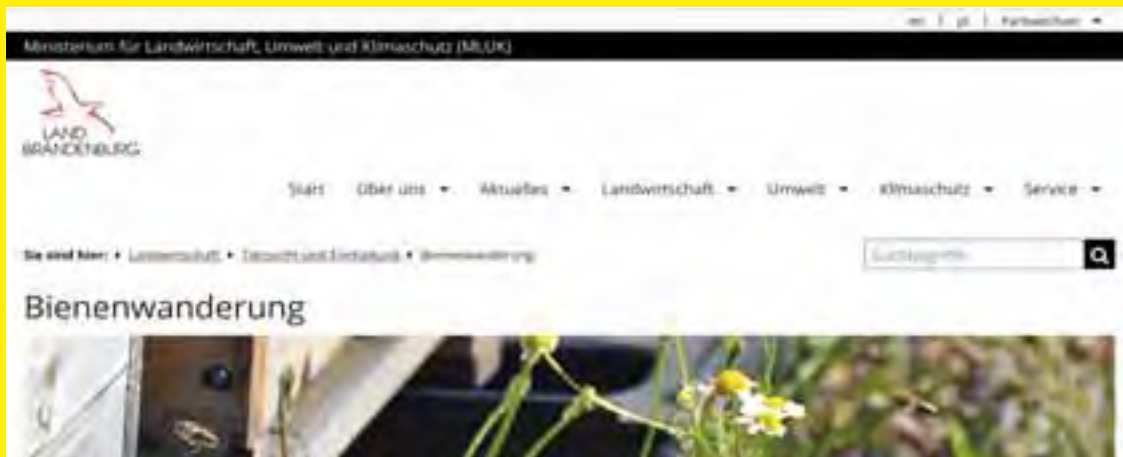 en | pl | Farbwechsel
Ministerium für Landwirtschaft, Umwelt und Klimaschutz (MLUK)
LAND
BRANDENBURG
Start Über uns Aktuelles Landwirtschaft Umwelt Klimaschutz Service
Sie sind hier: Landwirtschaft Tierzucht und Tierhaltung Bienenwanderung
Suchbegriff
Bienenwanderung